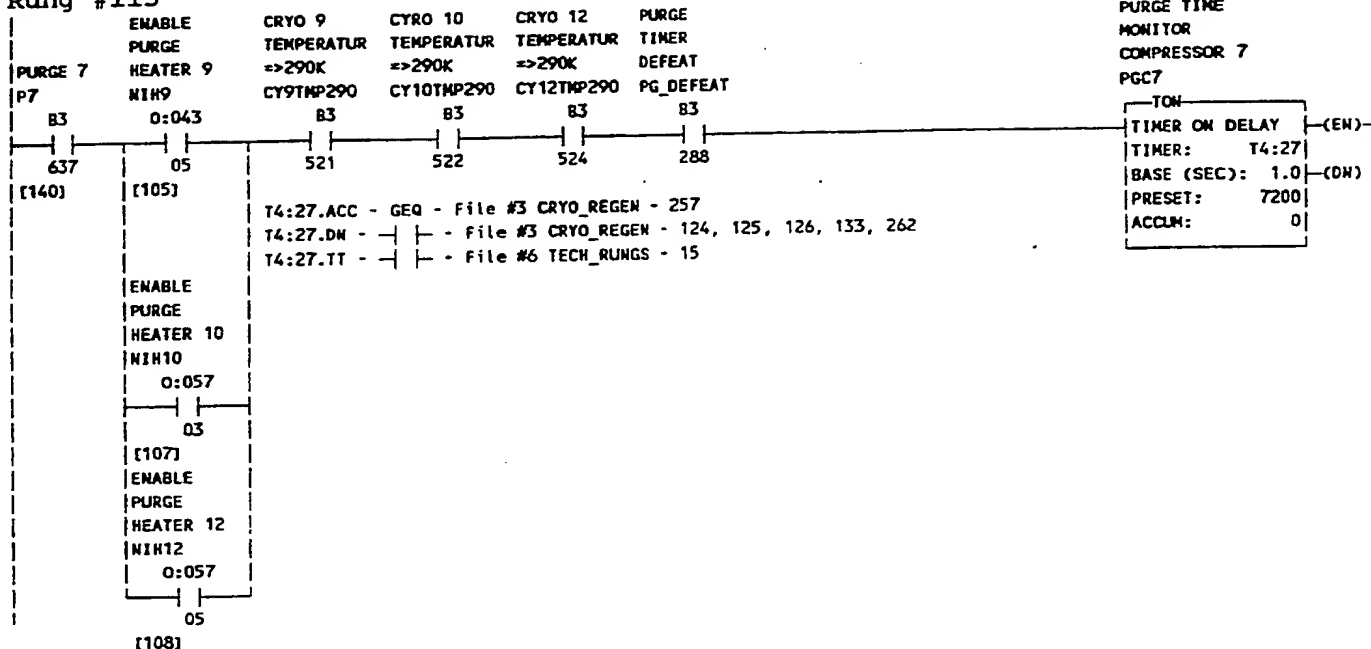 Rung #115
ENABLE CRYO 9 CYRO 10 CRYO 12 PURGE PURGE TIME
PURGE TEMPERATUR TEMPERATUR TEMPERATUR TIMER MONITOR
PURGE 7 HEATER 9 =>290K =>290K =>290K DEFEAT COMPRESSOR 7
P7 NIH9 CY9TMP290 CY10TMP290 CY12TMP290 PG_DEFEAT PGC7
B3 O:043 B3 B3 B3 B3 TON
TIMER ON DELAY (EN)
637 05 521 522 524 288 TIMER: T4:27
[140] [105] BASE (SEC): 1.0 (DN)
T4:27.ACC - GEQ - File #3 CRYO_REGEN - 257 PRESET: 7200
T4:27.DN - ┤ ├ - File #3 CRYO_REGEN - 124, 125, 126, 133, 262 ACCUM: 0
T4:27.TT - ┤ ├ - File #6 TECH_RUNGS - 15
ENABLE
PURGE
HEATER 10
NIH10
O:057
03
[107]
ENABLE
PURGE
HEATER 12
NIH12
O:057
05
[108]